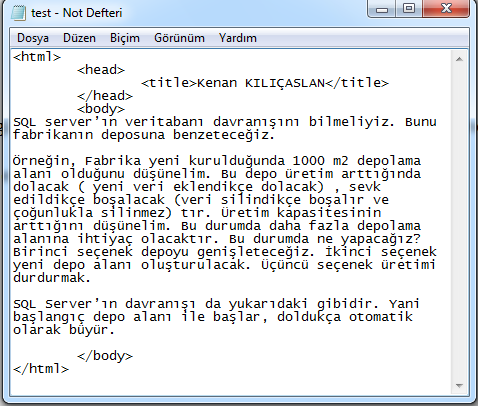 test - Not Defteri
Dosya Düzen Biçim Görünüm Yardım
<html>
<head>
<title>Kenan KILIÇASLAN</title>
</head>
<body>
SQL server’ın veritabanı davranışını bilmeliyiz. Bunu
fabrikanın deposuna benzeteceğiz.
Örneğin, Fabrika yeni kurulduğunda 1000 m2 depolama
alanı olduğunu düşünelim. Bu depo üretim arttığında
dolacak ( yeni veri eklendikçe dolacak) , sevk
edildikçe boşalacak (veri silindikçe boşalır ve
çoğunlukla silinmez) tır. Üretim kapasitesinin
arttığını düşünelim. Bu durumda daha fazla depolama
alanına ihtiyaç olacaktır. Bu durumda ne yapacağız?
Birinci seçenek depoyu genişleteceğiz. İkinci seçenek
yeni depo alanı oluşturulacak. Üçüncü seçenek üretimi
durdurmak.
SQL Server’ın davranışı da yukarıdaki gibidir. Yani
başlangıç depo alanı ile başlar, doldukça otomatik
olarak büyür.
</body>
</html>